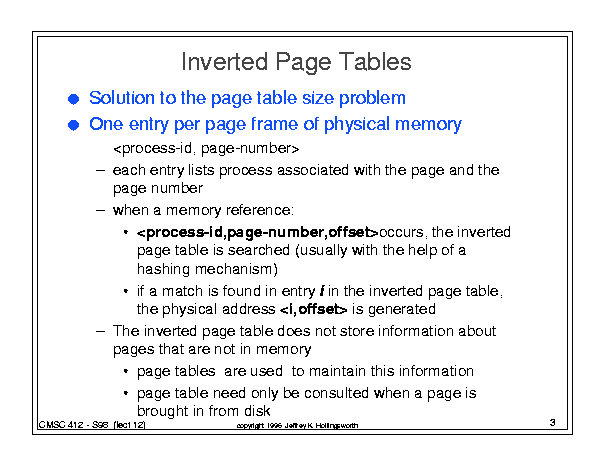 Inverted Page Tables
● Solution to the page table size problem
● One entry per page frame of physical memory
<process-id, page-number>
– each entry lists process associated with the page and the
page number
– when a memory reference:
• <process-id,page-number,offset>occurs, the inverted
page table is searched (usually with the help of a
hashing mechanism)
• if a match is found in entry i in the inverted page table,
the physical address <i,offset> is generated
– The inverted page table does not store information about
pages that are not in memory
• page tables are used to maintain this information
• page table need only be consulted when a page is
brought in from disk
CMSC 412 - S96 (lect 12)
copyright 1996 Jeffrey K. Hollingsworth
3